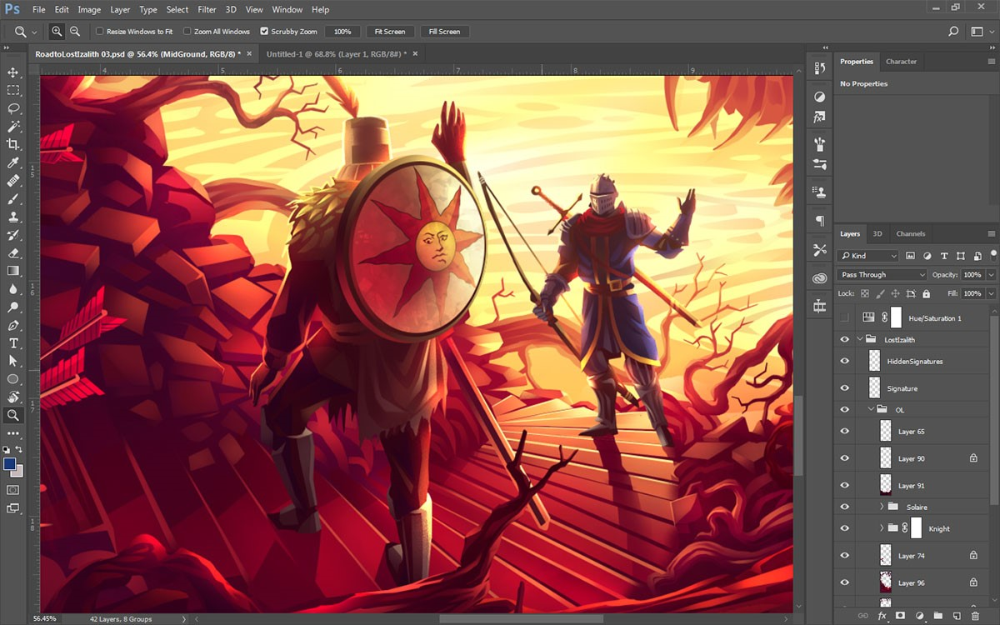 Ps File Edit Image Layer Type Select Filter 3D View Window Help
Resize Windows to Fit Zoom All Windows Scrubby Zoom 100% Fit Screen Fill Screen
RoadtoLostIzalith 03.psd @ 56.4% (MidGround, RGB/8) * × Untitled-1 @ 68.8% (Layer 1, RGB/8#) * ×
4 5 6 7 8 9
15
16
17
18
Properties Character
No Properties
Layers 3D Channels
Kind
Pass Through Opacity: 100%
Lock: Fill: 100%
Hue/Saturation 1
LostIzalith
HiddenSignatures
Signature
OL
Layer 65
Layer 90
Layer 91
Solaire
Knight
Layer 74
Layer 96
56.45% 42 Layers, 8 Groups